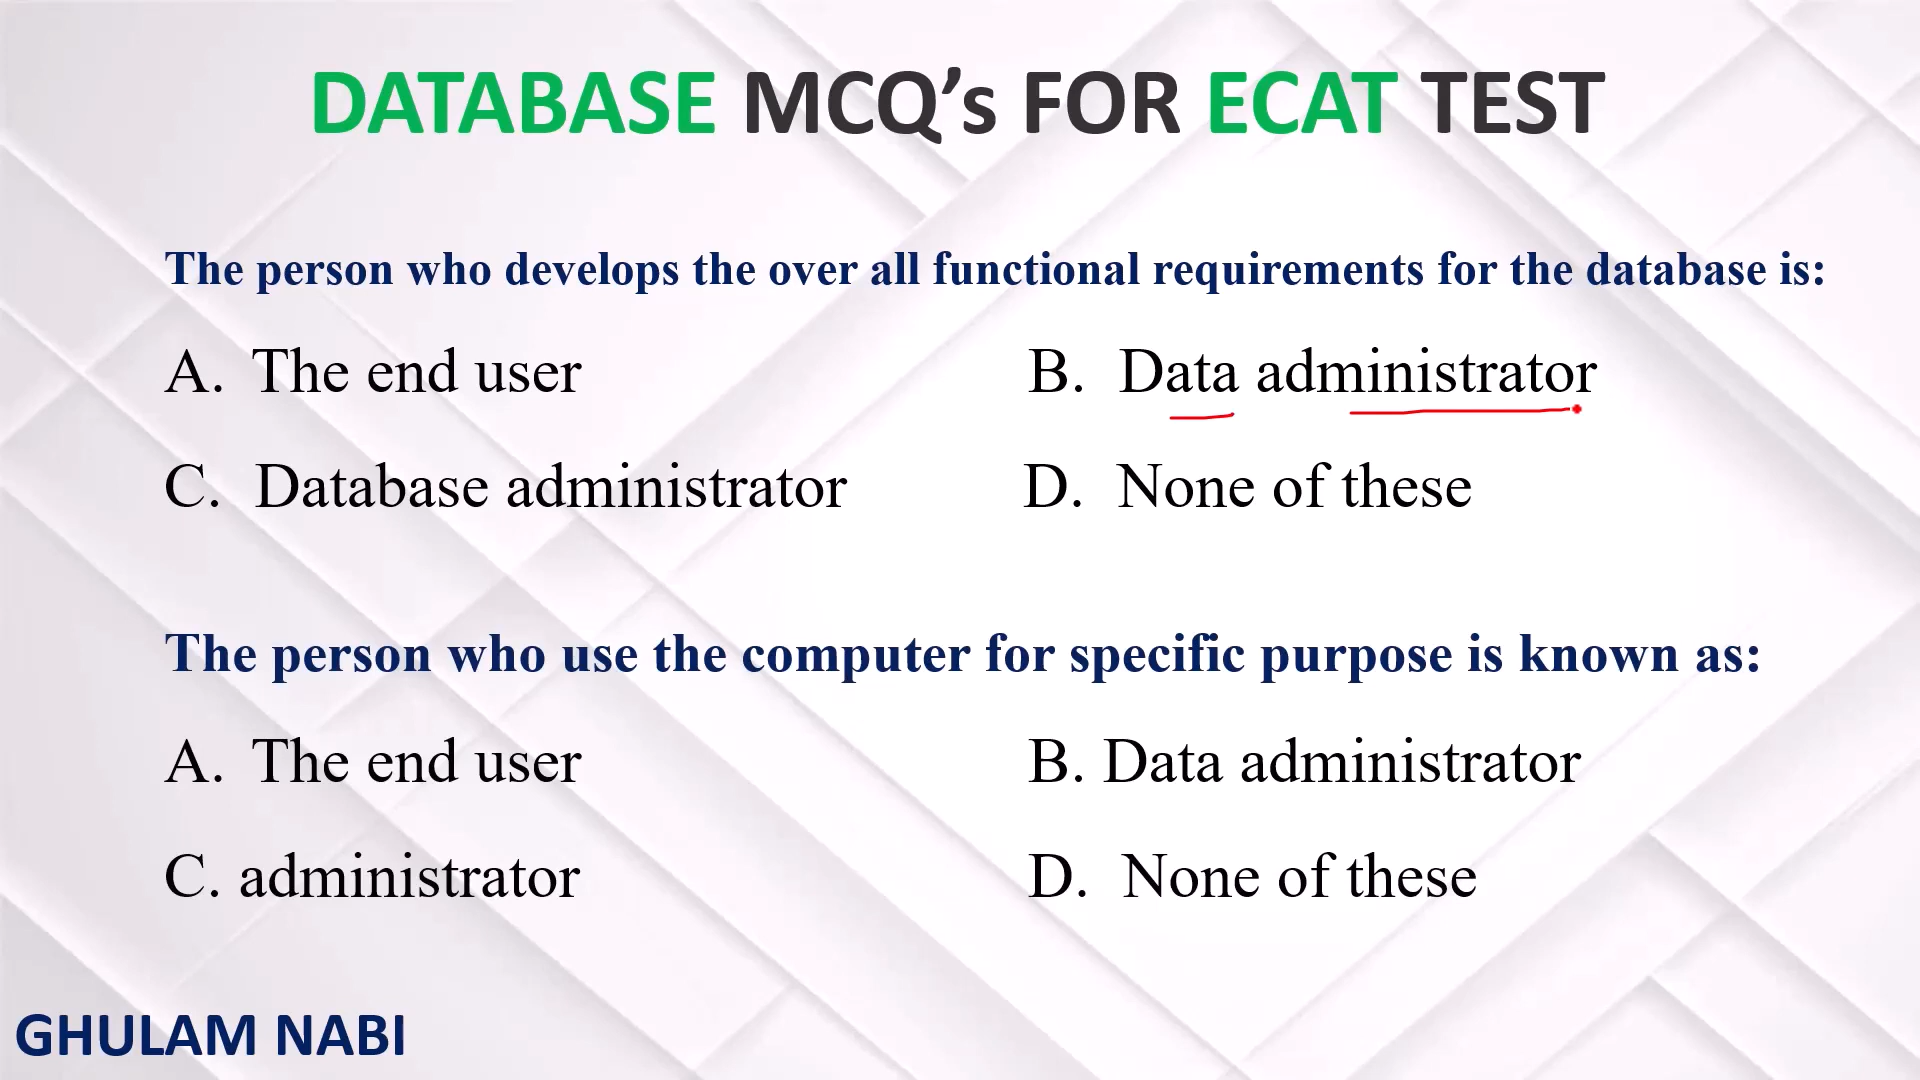 DATABASE MCQ’s FOR ECAT TEST
The person who develops the over all functional requirements for the database is:
A. The end user
B. Data administrator
C. Database administrator
D. None of these
The person who use the computer for specific purpose is known as:
A. The end user
B. Data administrator
C. administrator
D. None of these
GHULAM NABI